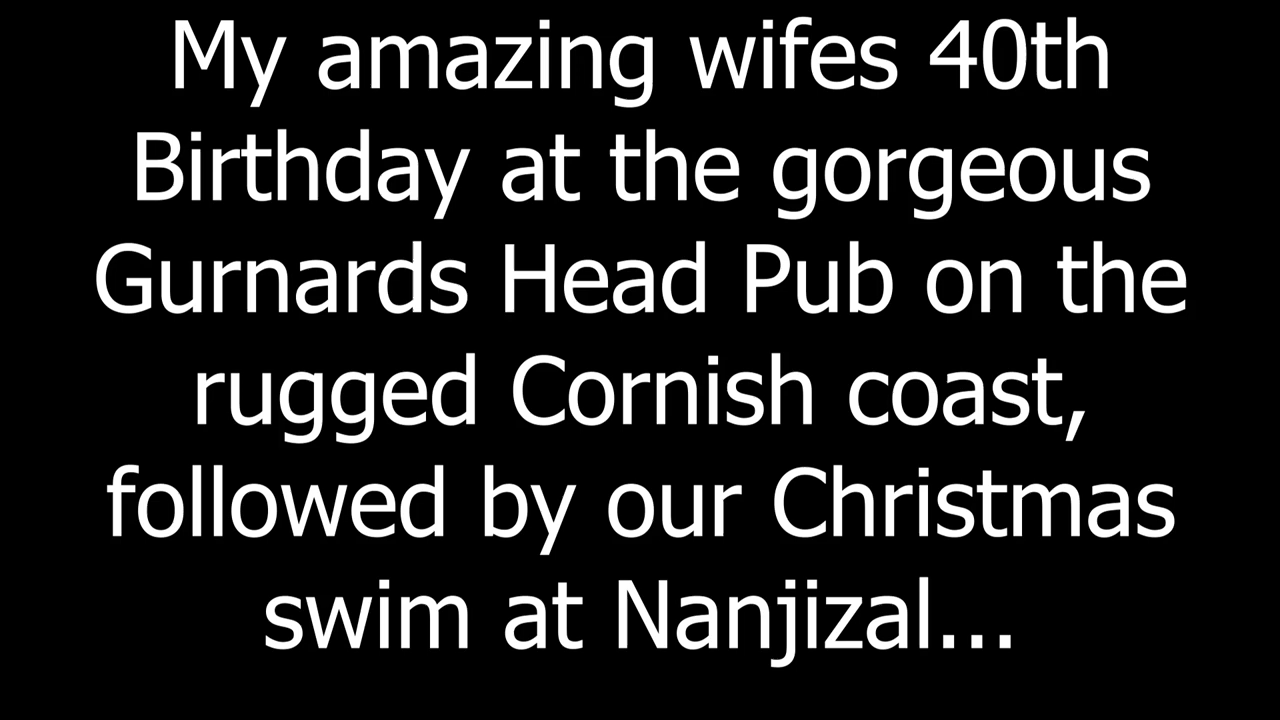 My amazing wifes 40th
Birthday at the gorgeous
Gurnards Head Pub on the
rugged Cornish coast,
followed by our Christmas
swim at Nanjizal...